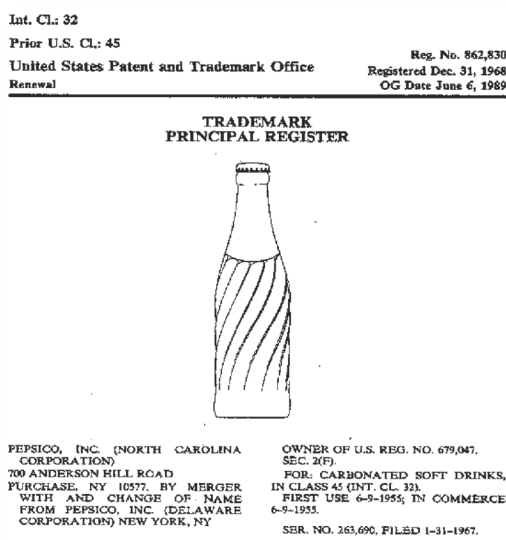 Int. Cl.: 32
Prior U.S. Cl.: 45
United States Patent and Trademark Office
Reg. No. 862,830
Registered Dec. 31, 1968
Renewal
OG Date June 6, 1989
TRADEMARK
PRINCIPAL REGISTER
PEPSICO, INC. (NORTH CAROLINA
CORPORATION)
700 ANDERSON HILL ROAD
PURCHASE, NY 10577, BY MERGER
WITH AND CHANGE OF NAME
FROM PEPSICO, INC. (DELAWARE
CORPORATION) NEW YORK, NY
OWNER OF U.S. REG. NO. 679,047.
SEC. 2(F).
FOR: CARBONATED SOFT DRINKS,
IN CLASS 45 (INT. CL. 32).
FIRST USE 6-9-1955; IN COMMERCE
6-9-1955.
SER. NO. 263,690, FILED 1-31-1967.